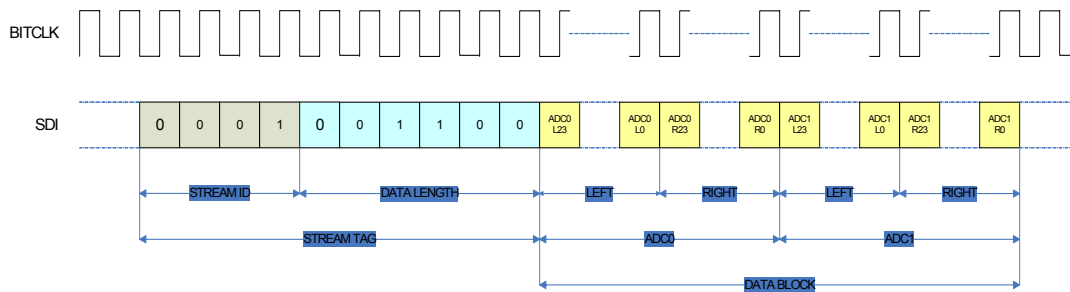 BITCLK
SDI
0 0 0 1 0 0 1 1 0 0
ADC0
L23
ADC0
L0
ADC0
R23
ADC0
R0
ADC1
L23
ADC1
L0
ADC1
R23
ADC1
R0
STREAM ID DATA LENGTH LEFT RIGHT LEFT RIGHT
STREAM TAG ADC0 ADC1
DATA BLOCK